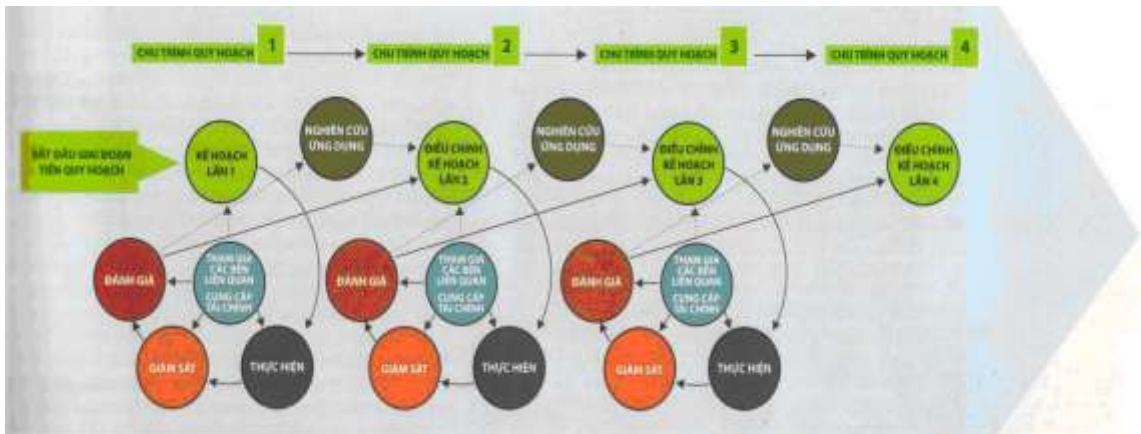 CHU TRÌNH QUY HOẠCH 1
CHU TRÌNH QUY HOẠCH 2
CHU TRÌNH QUY HOẠCH 3
CHU TRÌNH QUY HOẠCH 4
BẮT ĐẦU GIAI ĐOẠN
TIỀN QUY HOẠCH
KẾ HOẠCH
LẦN 1
NGHIÊN CỨU
ỨNG DỤNG
ĐIỀU CHỈNH
KẾ HOẠCH
LẦN 2
NGHIÊN CỨU
ỨNG DỤNG
ĐIỀU CHỈNH
KẾ HOẠCH
LẦN 3
NGHIÊN CỨU
ỨNG DỤNG
ĐIỀU CHỈNH
KẾ HOẠCH
LẦN 4
ĐÁNH GIÁ
THAM GIA
CÁC BÊN
LIÊN QUAN
CUNG CẤP
TÀI CHÍNH
GIÁM SÁT
THỰC HIỆN
ĐÁNH GIÁ
THAM GIA
CÁC BÊN
LIÊN QUAN
CUNG CẤP
TÀI CHÍNH
GIÁM SÁT
THỰC HIỆN
ĐÁNH GIÁ
THAM GIA
CÁC BÊN
LIÊN QUAN
CUNG CẤP
TÀI CHÍNH
GIÁM SÁT
THỰC HIỆN